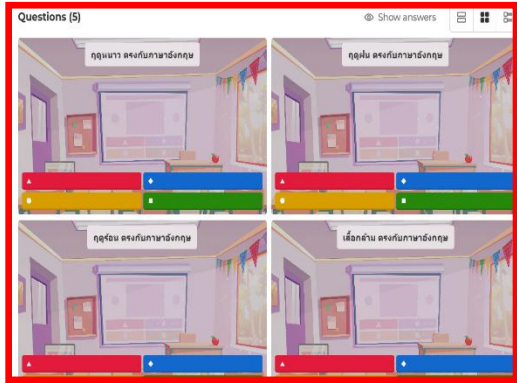 Questions (5)
Show answers
ฤดูหนาว ตรงกับภาษาอังกฤษ
ฤดูฝน ตรงกับภาษาอังกฤษ
ฤดูร้อน ตรงกับภาษาอังกฤษ
เสื้อกล้าม ตรงกับภาษาอังกฤษ